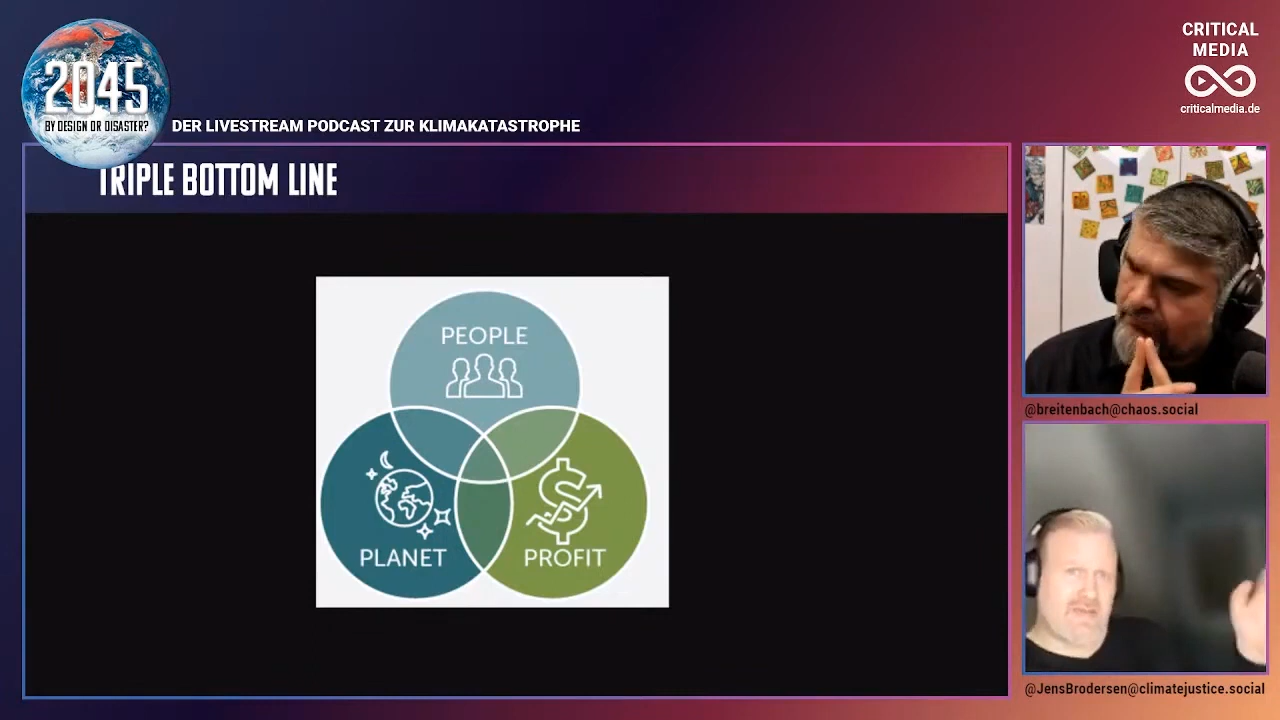 2045
BY DESIGN OR DISASTER?
DER LIVESTREAM PODCAST ZUR KLIMAKATASTROPHE
CRITICAL
MEDIA
criticalmedia.de
TRIPLE BOTTOM LINE
PEOPLE
PLANET
PROFIT
@breitenbach@chaos.social
@JensBrodersen@climatejustice.social